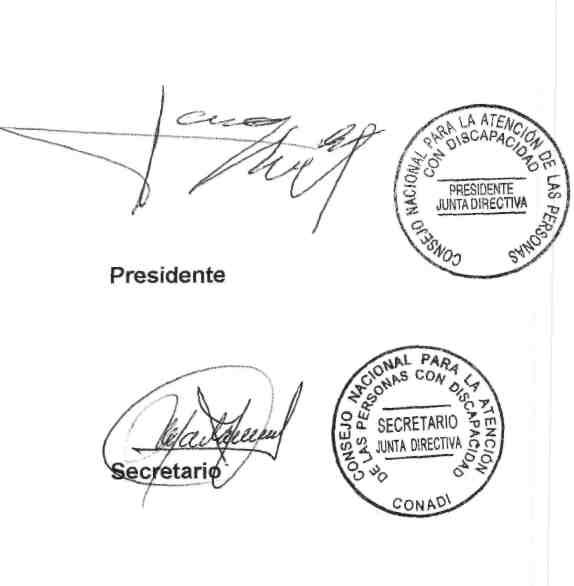 CONSEJO NACIONAL PARA LA ATENCIÓN DE LAS PERSONAS
CON DISCAPACIDAD
PRESIDENTE
JUNTA DIRECTIVA
Presidente
CONSEJO NACIONAL PARA LA ATENCIÓN
DE LAS PERSONAS CON DISCAPACIDAD
SECRETARIO
JUNTA DIRECTIVA
CONADI
Secretario